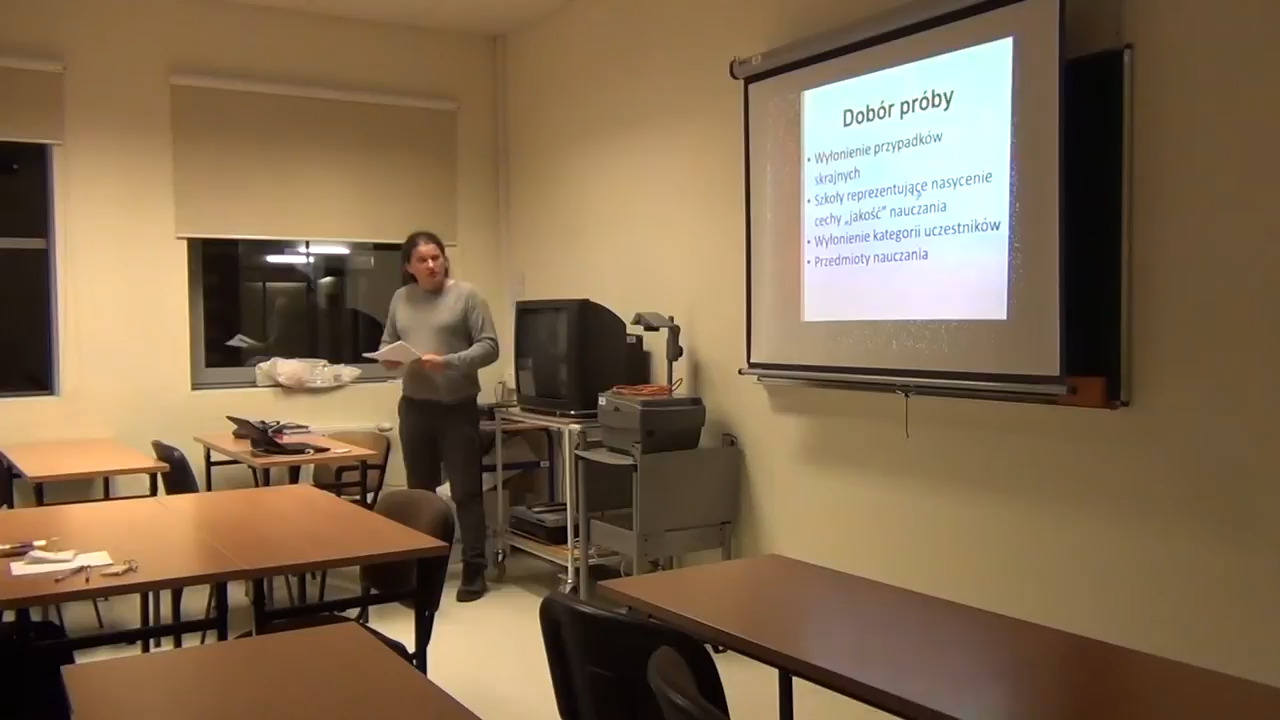 Dobór próby
• Wyłonienie przypadków
skrajnych
• Szkoły reprezentujące nasycenie
cechy „jakość” nauczania
• Wyłonienie kategorii uczestników
• Przedmioty nauczania